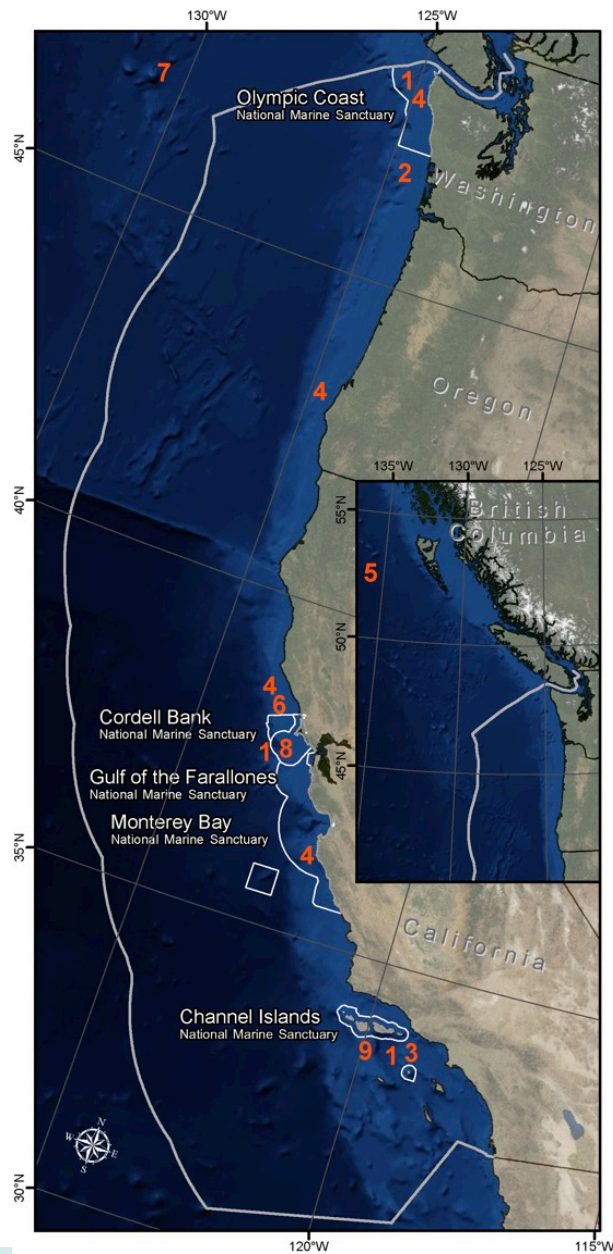 130°W
125°W
7
Olympic Coast
National Marine Sanctuary
1
4
45°N
2
Washington
4
Oregon
135°W
130°W
125°W
40°N
55°N
British
Columbia
5
50°N
4
6
Cordell Bank
National Marine Sanctuary
1
8
45°N
Gulf of the Farallones
National Marine Sanctuary
Monterey Bay
National Marine Sanctuary
35°N
4
California
Channel Islands
National Marine Sanctuary
9
1
3
N
W
E
S
30°N
120°W
115°W